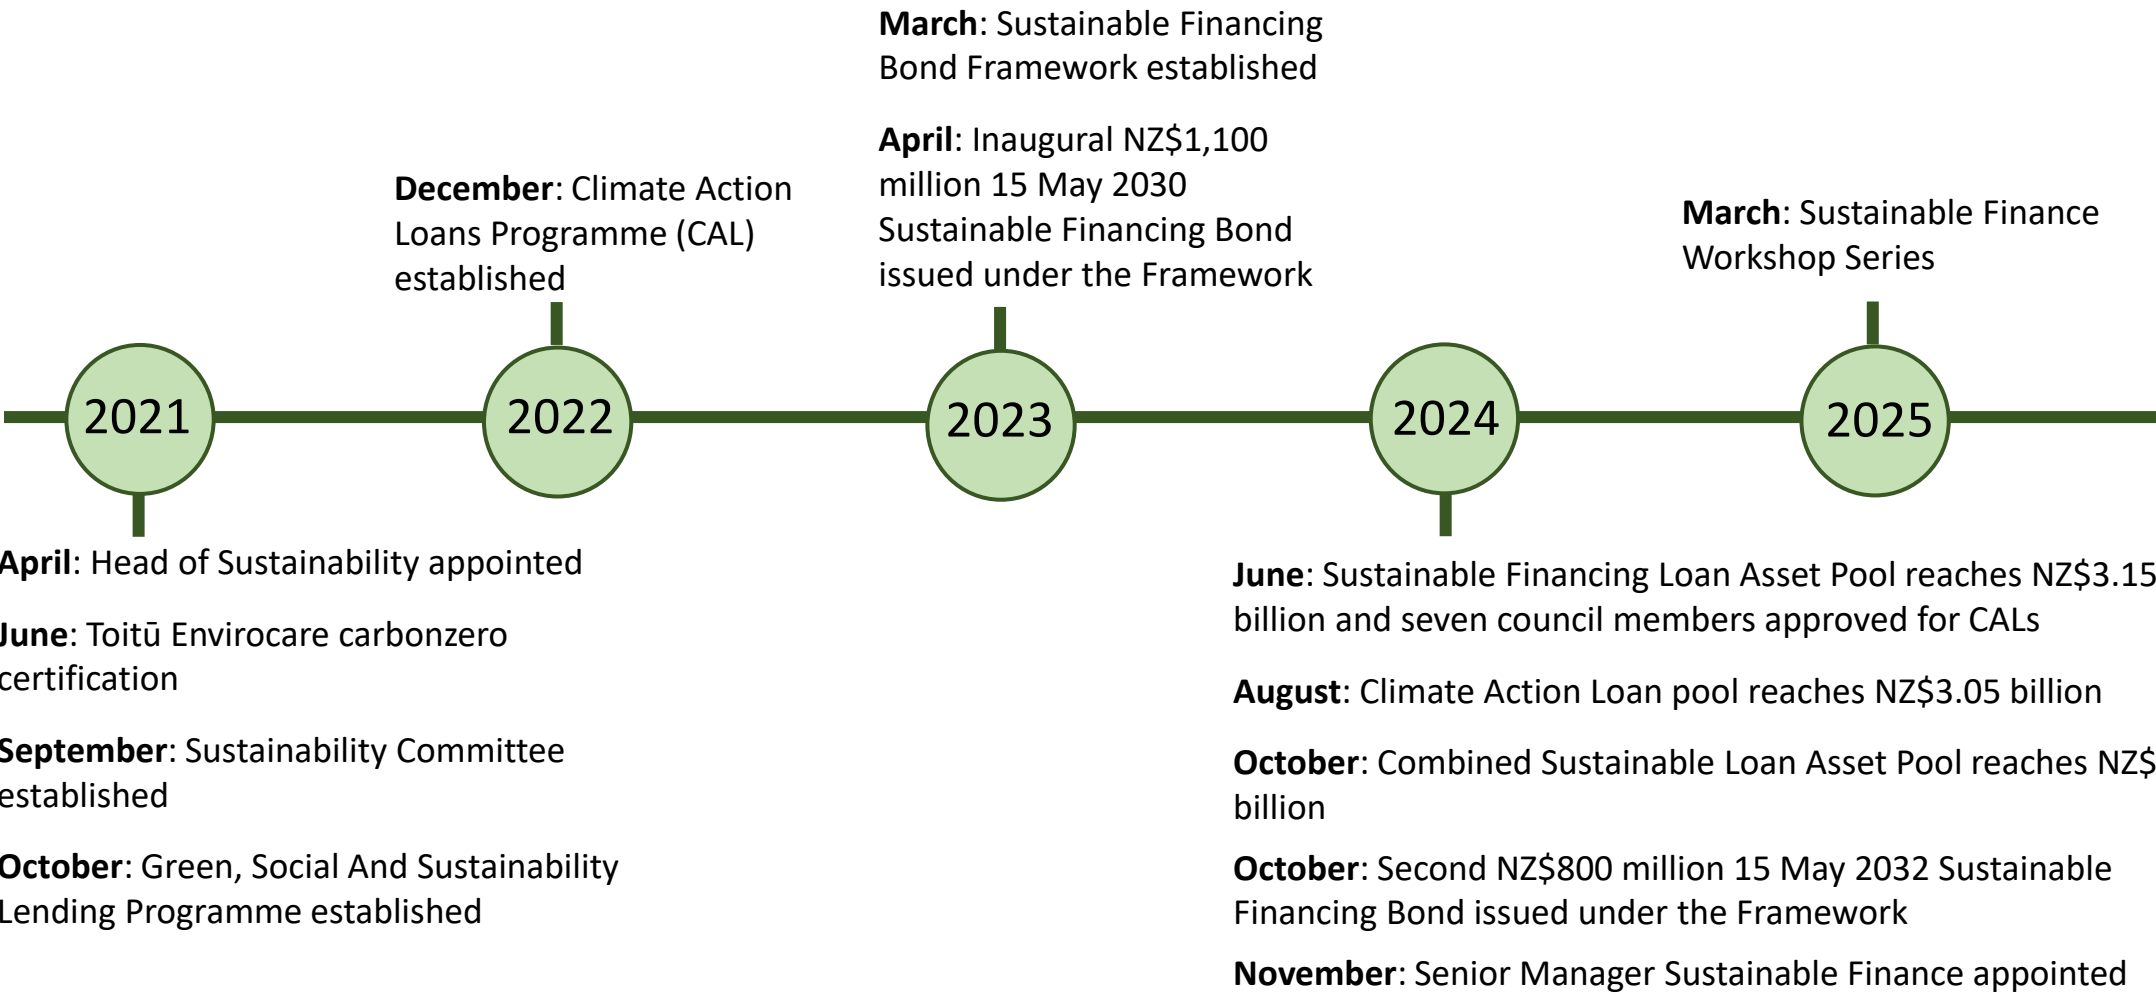 March: Sustainable Financing
Bond Framework established
April: Inaugural NZ$1,100
million 15 May 2030
Sustainable Financing Bond
issued under the Framework
December: Climate Action
Loans Programme (CAL)
established
March: Sustainable Finance
Workshop Series
2021
2022
2023
2024
2025
April: Head of Sustainability appointed
June: Toitū Envirocare carbonzero
certification
September: Sustainability Committee
established
October: Green, Social And Sustainability
Lending Programme established
June: Sustainable Financing Loan Asset Pool reaches NZ$3.15
billion and seven council members approved for CALs
August: Climate Action Loan pool reaches NZ$3.05 billion
October: Combined Sustainable Loan Asset Pool reaches NZ$
billion
October: Second NZ$800 million 15 May 2032 Sustainable
Financing Bond issued under the Framework
November: Senior Manager Sustainable Finance appointed